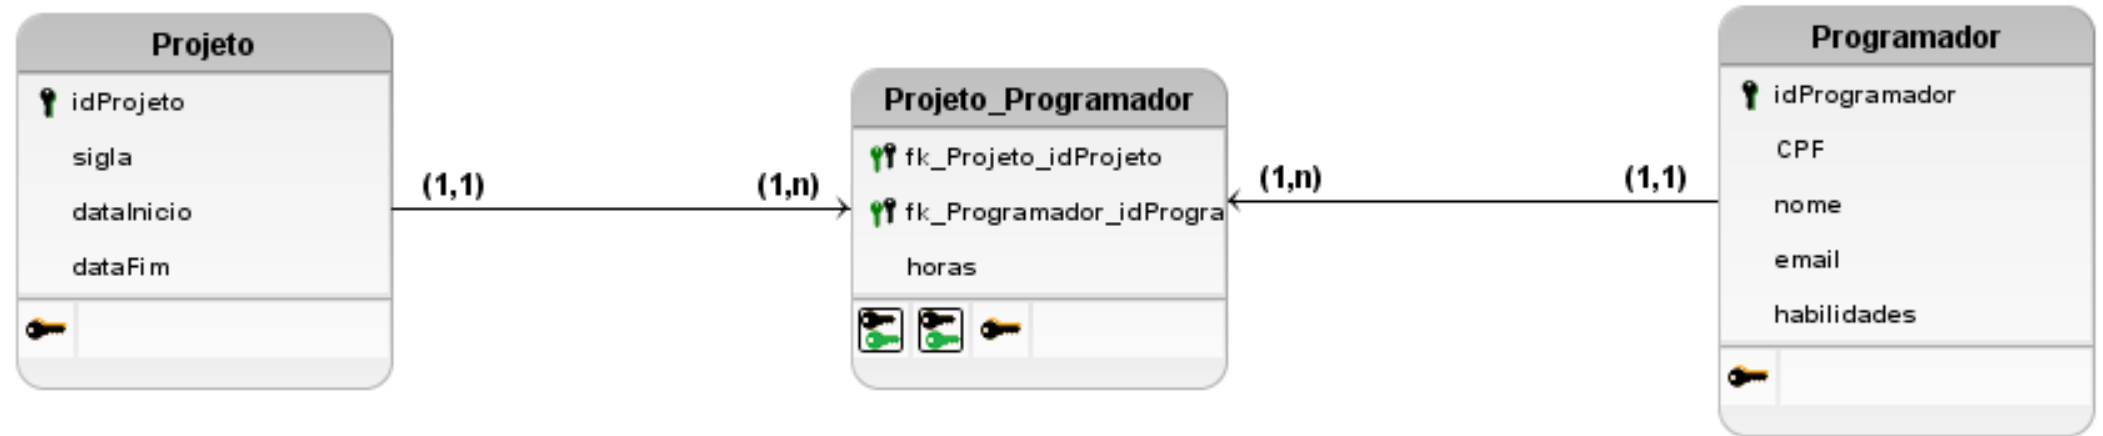 Projeto
idProjeto
sigla
dataInicio
dataFim
(1,1)
(1,n)
Projeto_Programador
fk_Projeto_idProjeto
fk_Programador_idProgra
horas
(1,n)
(1,1)
Programador
idProgramador
CPF
nome
email
habilidades